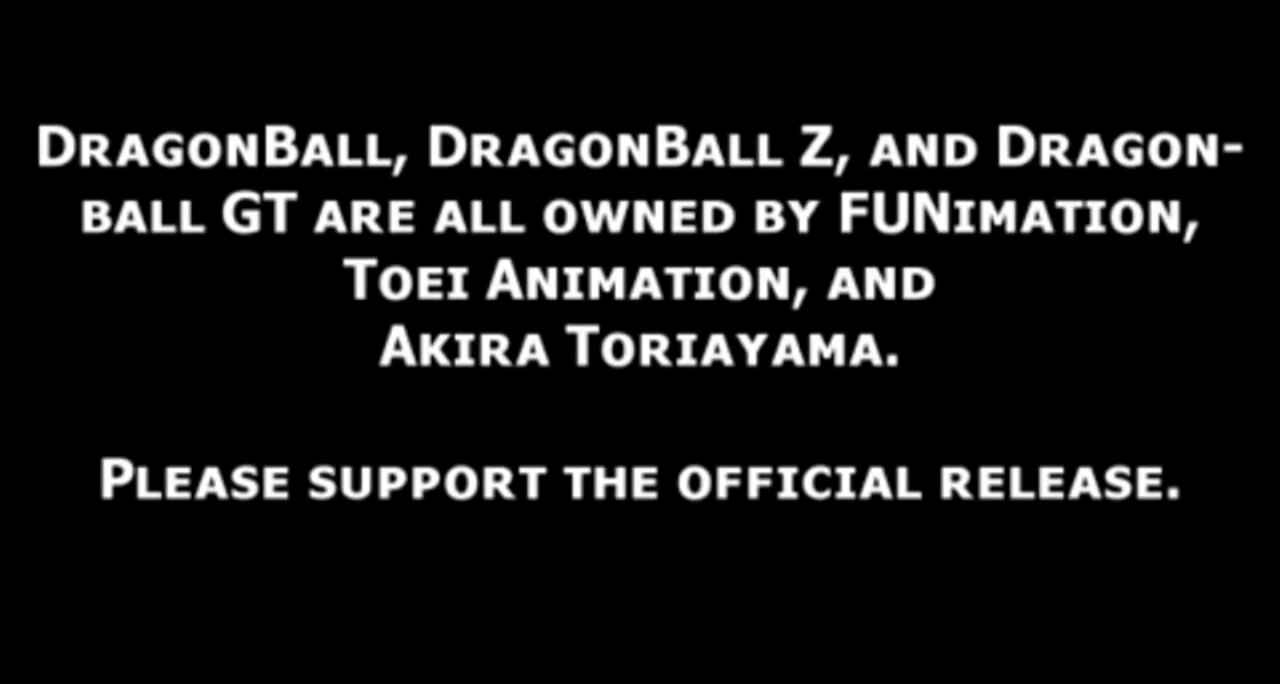 DragonBall, DragonBall Z, and Dragon-
ball GT are all owned by FUNimation,
Toei Animation, and
Akira Toriayama.
Please support the official release.